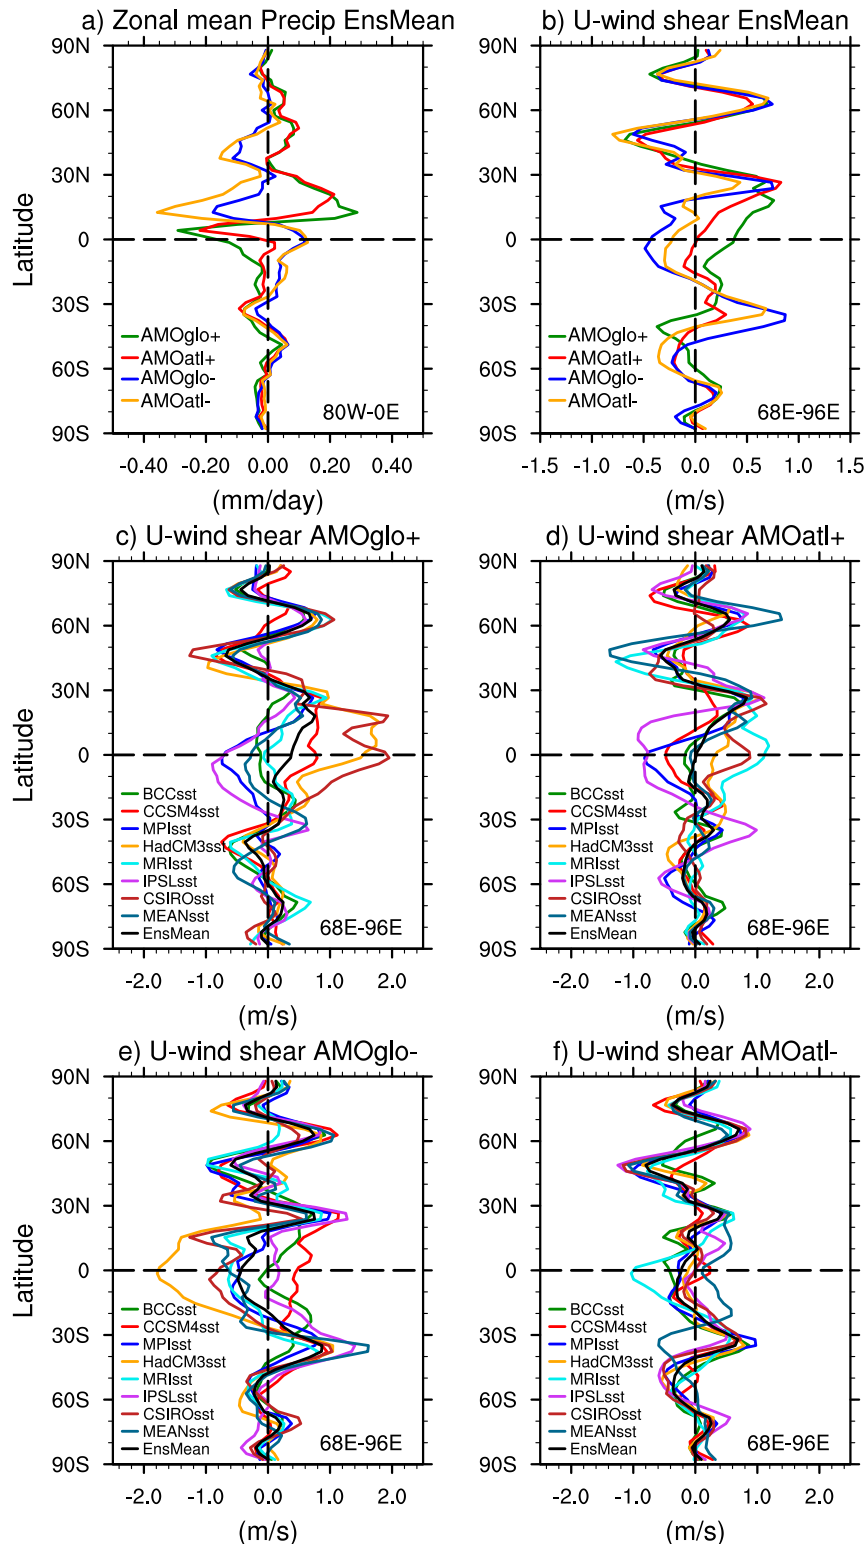 a) Zonal mean Precip EnsMean
90N
60N
30N
0
30S
60S
90S
Latitude
AMOglo+
AMOatl+
AMOglo-
AMOatl-
80W-0E
-0.40 -0.20 0.00 0.20 0.40
(mm/day)
b) U-wind shear EnsMean
90N
60N
30N
0
30S
60S
90S
AMOglo+
AMOatl+
AMOglo-
AMOatl-
68E-96E
-1.5 -1.0 -0.5 0.0 0.5 1.0 1.5
(m/s)
c) U-wind shear AMOglo+
90N
60N
30N
0
30S
60S
90S
Latitude
BCCsst
CCSM4sst
MPIsst
HadCM3sst
MRIsst
IPSLsst
CSIROsst
MEANsst
EnsMean
68E-96E
-2.0 -1.0 0.0 1.0 2.0
(m/s)
d) U-wind shear AMOatl+
90N
60N
30N
0
30S
60S
90S
BCCsst
CCSM4sst
MPIsst
HadCM3sst
MRIsst
IPSLsst
CSIROsst
MEANsst
EnsMean
68E-96E
-2.0 -1.0 0.0 1.0 2.0
(m/s)
e) U-wind shear AMOglo-
90N
60N
30N
0
30S
60S
90S
Latitude
BCCsst
CCSM4sst
MPIsst
HadCM3sst
MRIsst
IPSLsst
CSIROsst
MEANsst
EnsMean
68E-96E
-2.0 -1.0 0.0 1.0 2.0
(m/s)
f) U-wind shear AMOatl-
90N
60N
30N
0
30S
60S
90S
BCCsst
CCSM4sst
MPIsst
HadCM3sst
MRIsst
IPSLsst
CSIROsst
MEANsst
EnsMean
68E-96E
-2.0 -1.0 0.0 1.0 2.0
(m/s)